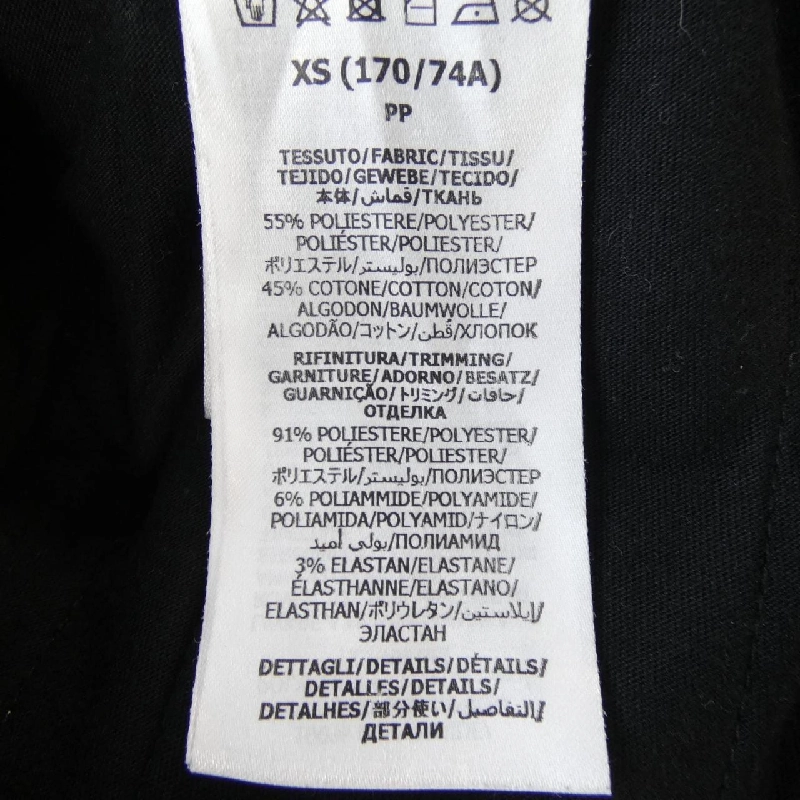 XS (170/74A)
PP
TESSUTO/FABRIC/TISSU/
TEJIDO/GEWEBE/TECIDO/
本体/قماش/ТКАНЬ
55% POLIESTERE/POLYESTER/
POLIÉSTER/POLIESTER/
ポリエステル/بوليستر/ПОЛИЭСТЕР
45% COTONE/COTTON/COTON/
ALGODON/BAUMWOLLE/
ALGODÃO/コットン/قطن/ХЛОПОК
RIFINITURA/TRIMMING/
GARNITURE/ADORNO/BESATZ/
GUARNIÇÃO/トリミング/حافات/
ОТДЕЛКА
91% POLIESTERE/POLYESTER/
POLIÉSTER/POLIESTER/
ポリエステル/بوليستر/ПОЛИЭСТЕР
6% POLIAMMIDE/POLYAMIDE/
POLIAMIDA/POLYAMID/ナイロン/
بولي أميد/ПОЛИАМИД
3% ELASTAN/ELASTANE/
ÉLASTHANNE/ELASTANO/
ELASTHAN/ポリウレタン/إيلاستين/
ЭЛАСТАН
DETTAGLI/DETAILS/DÉTAILS/
DETALLES/DETAILS/
DETALHES/部分使い/التفاصيل/
ДЕТАЛИ